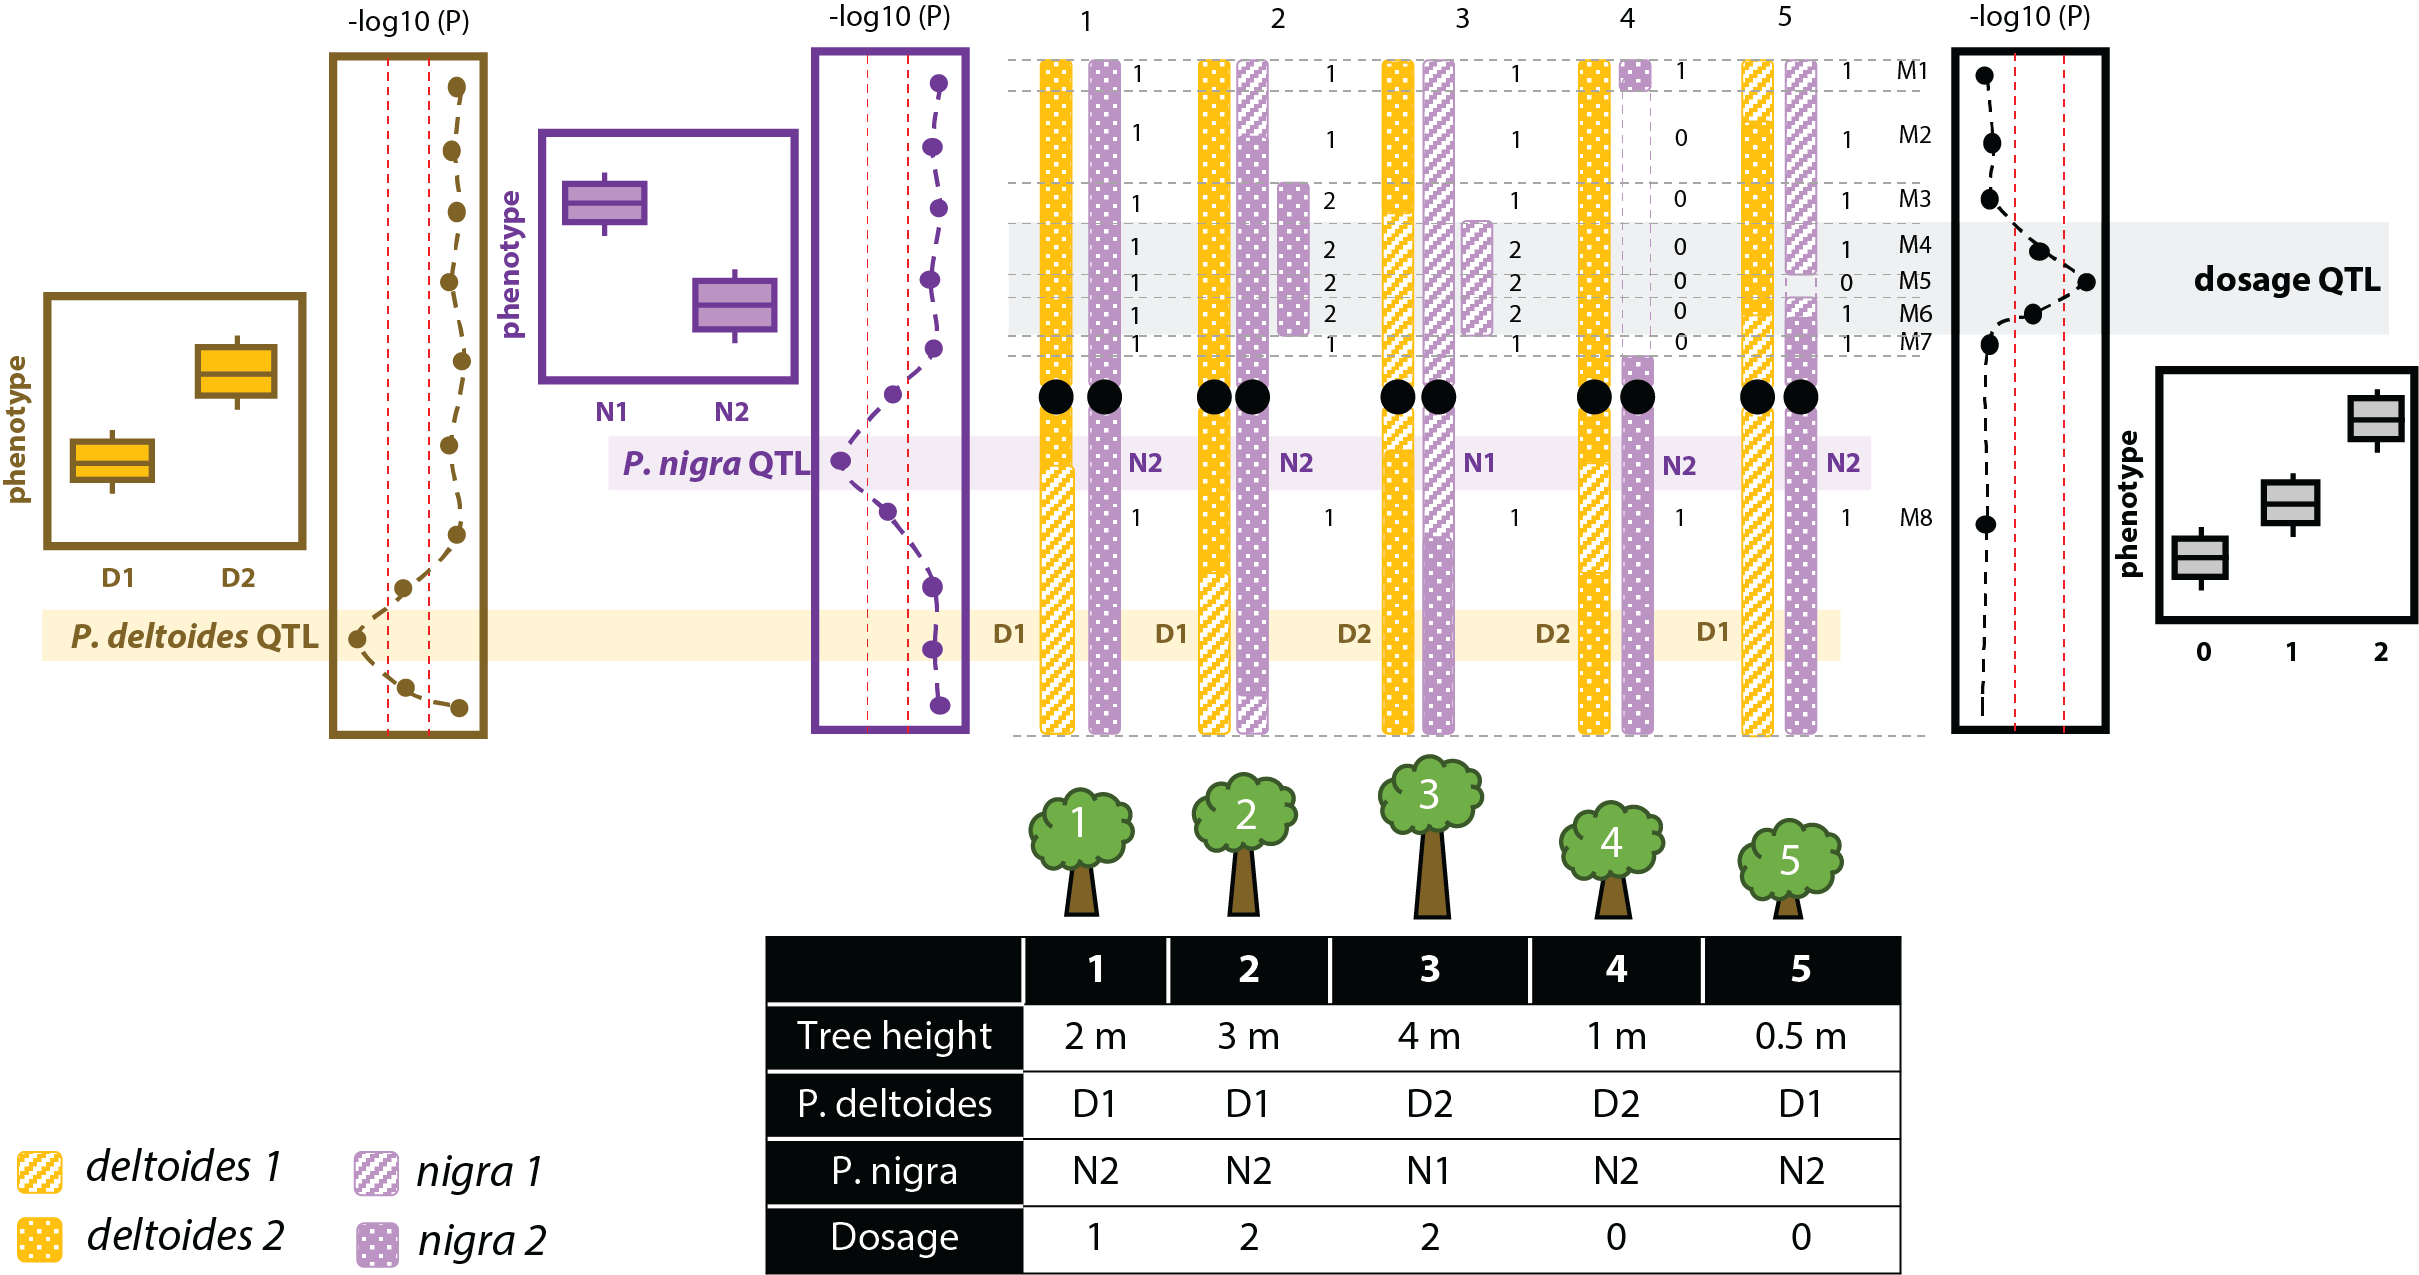 -log10 (P)
-log10 (P)
1 2 3 4 5
-log10 (P)
1 1 1 1 1 M1
1 1 1 0 1 M2
1 2 1 0 1 M3
1 2 2 0 1 M4
1 2 2 0 0 M5
1 2 2 0 1 M6
1 1 1 0 1 M7
dosage QTL
phenotype
N1 N2
P. nigra QTL
N2 N2 N1 N2 N2
1 1 1 1 1 M8
phenotype
D1 D2
P. deltoides QTL
D1 D1 D2 D2 D1
phenotype
0 1 2
1 2 3 4 5
1 2 3 4 5
Tree height 2 m 3 m 4 m 1 m 0.5 m
P. deltoides D1 D1 D2 D2 D1
P. nigra N2 N2 N1 N2 N2
Dosage 1 2 2 0 0
deltoides 1 nigra 1
deltoides 2 nigra 2